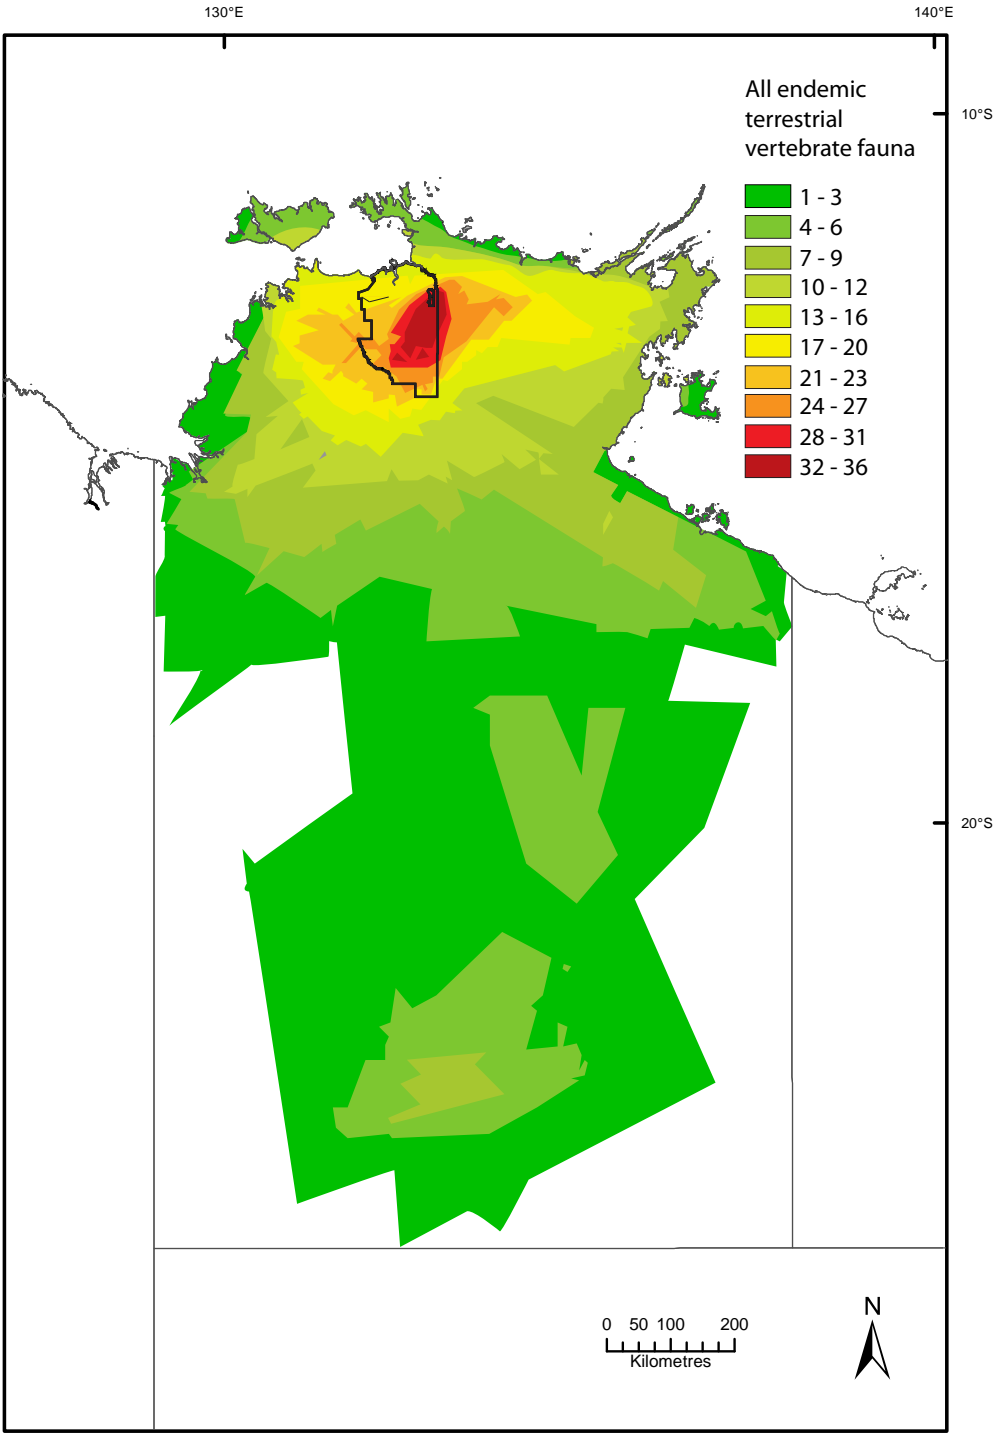 130°E
140°E
All endemic
terrestrial
vertebrate fauna
10°S
1 - 3
4 - 6
7 - 9
10 - 12
13 - 16
17 - 20
21 - 23
24 - 27
28 - 31
32 - 36
20°S
N
0 50 100 200
Kilometres